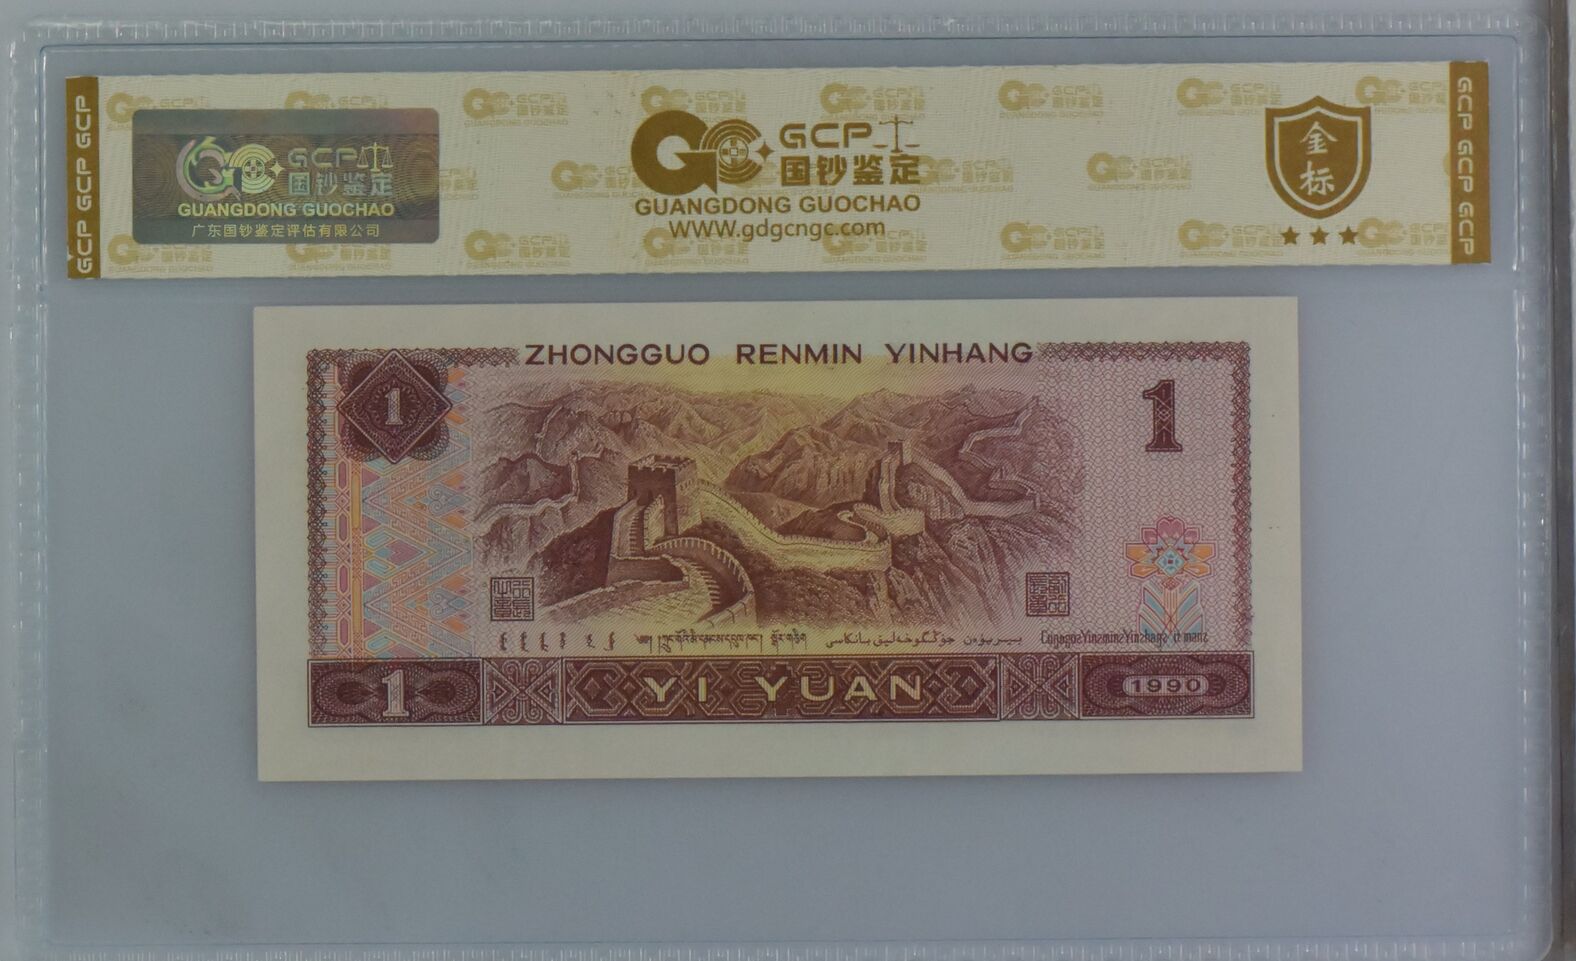 GCP GCP GCP
GCP 国钞鉴定
GUANGDONG GUOCHAO
广东国钞鉴定评估有限公司
GCP
国钞鉴定
GUANGDONG GUOCHAO
WWW.gdgcngc.com
金标
GCP GCP GCP
ZHONGGUO RENMIN YINHANG
1
1
1
YI YUAN
1990